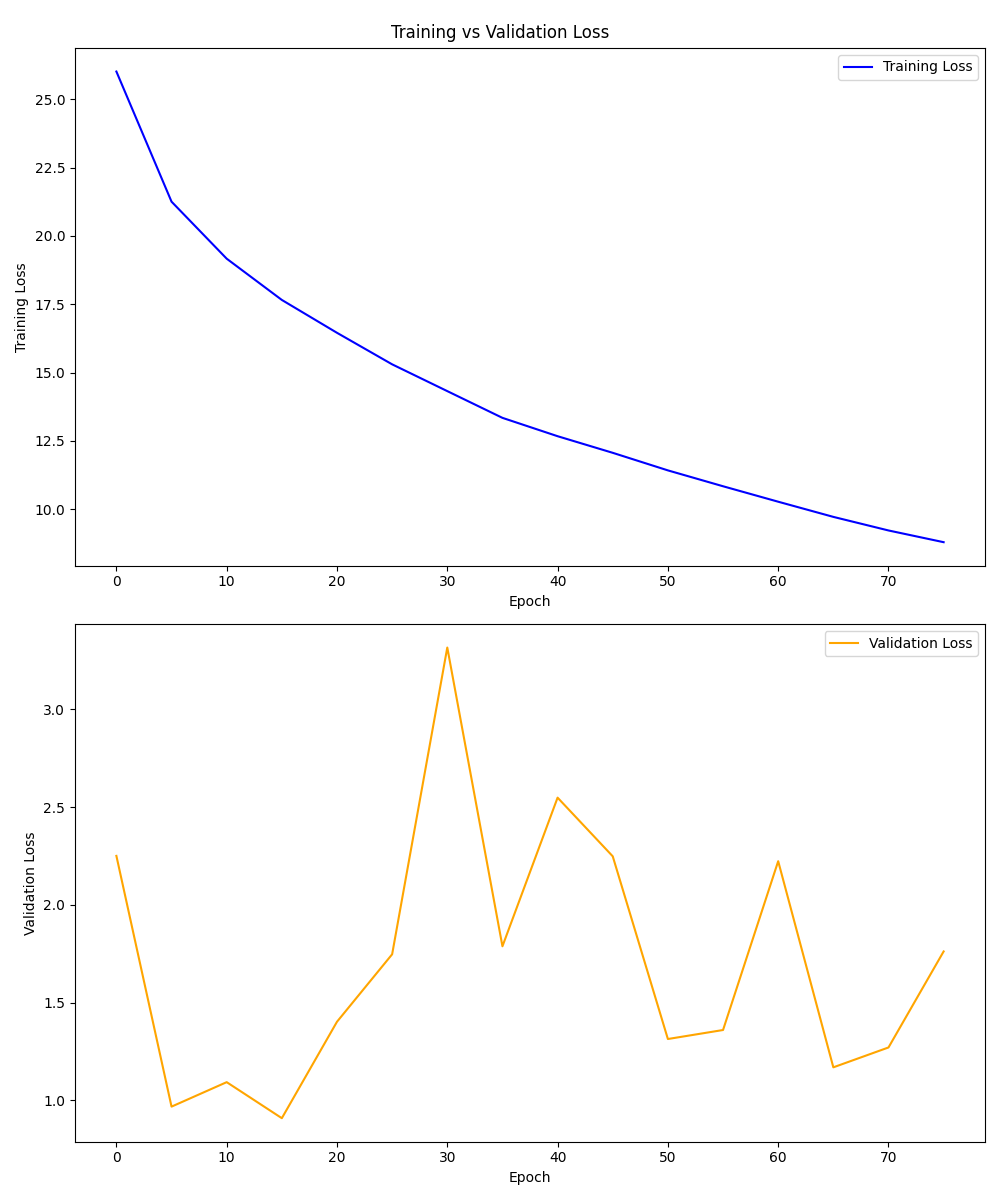 Training vs Validation Loss
Training Loss
25.0
22.5
20.0
17.5
15.0
12.5
10.0
Training Loss
0 10 20 30 40 50 60 70
Epoch
Validation Loss
3.0
2.5
2.0
1.5
1.0
Validation Loss
0 10 20 30 40 50 60 70
Epoch